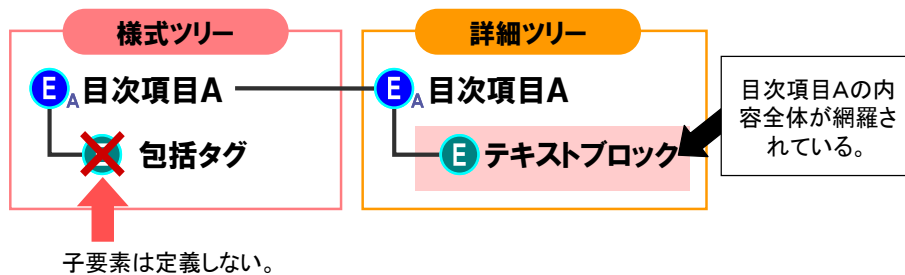 様式ツリー
詳細ツリー
E A 目次項目A
E A 目次項目A
包括タグ
E テキストブロック
目次項目Aの内
容全体が網羅さ
れている。
子要素は定義しない。